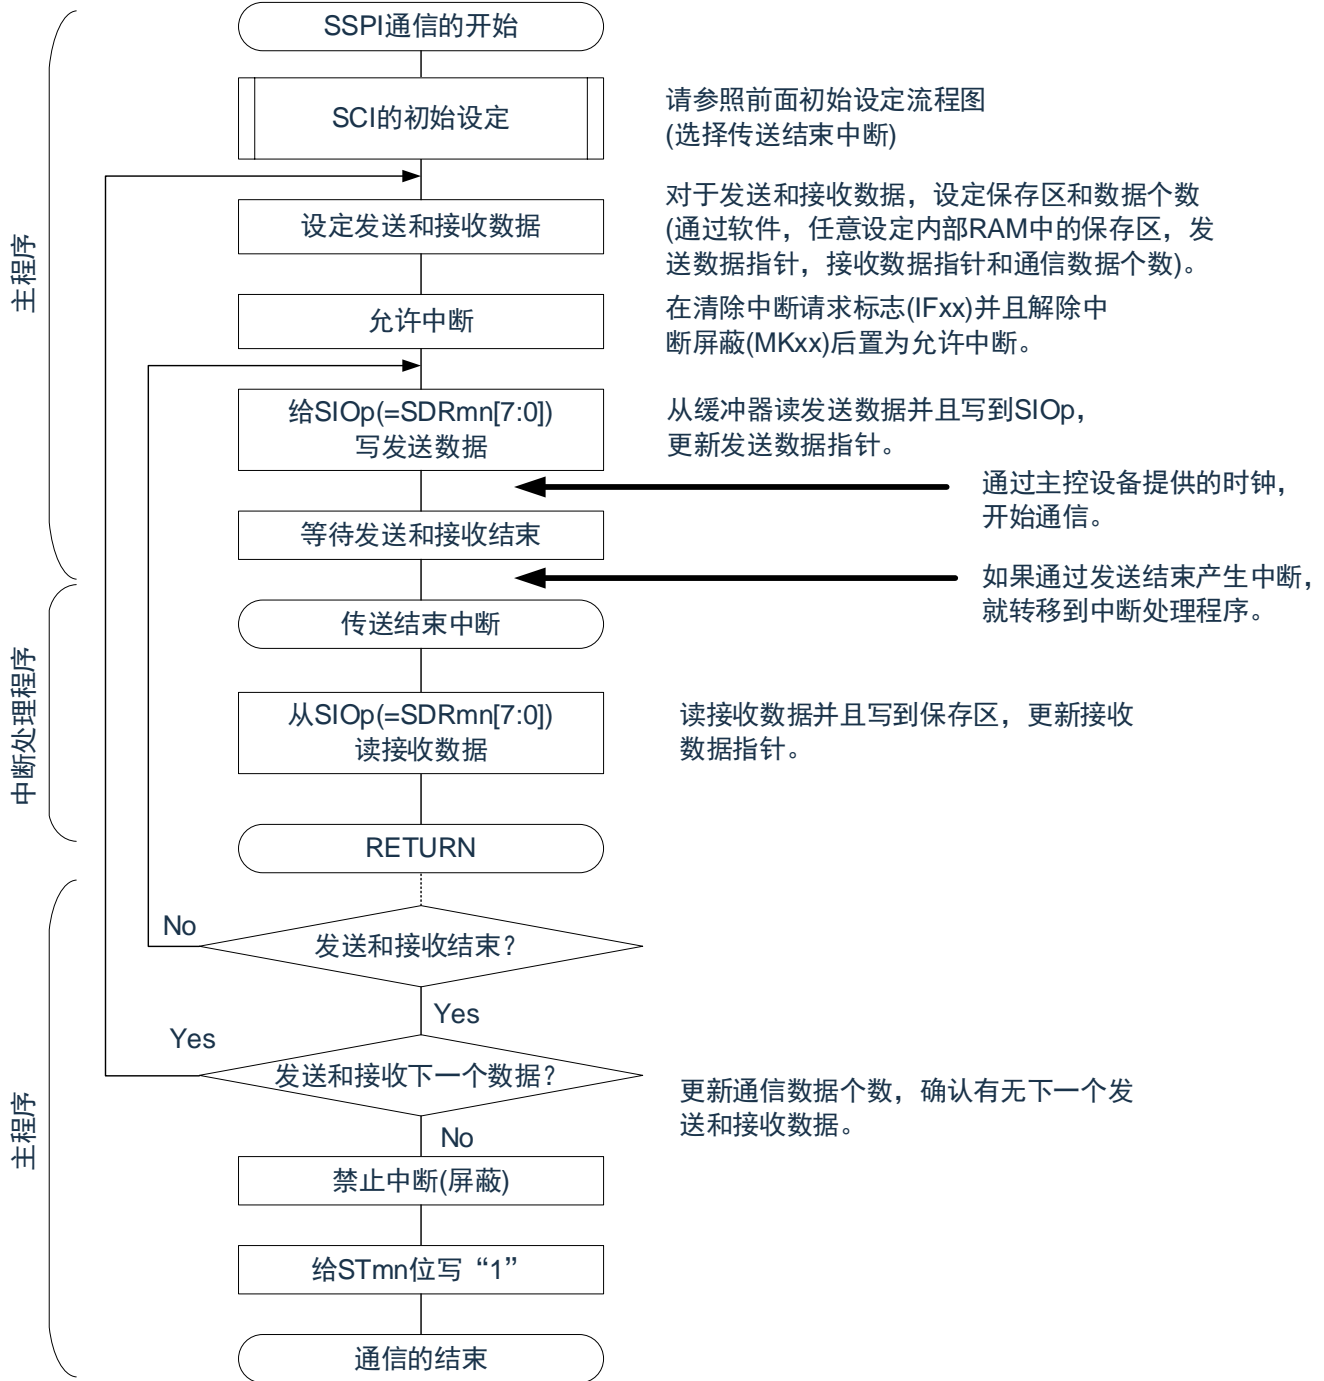 SSPI通信的开始
SCI的初始设定
请参照前面初始设定流程图
(选择传送结束中断)
设定发送和接收数据
对于发送和接收数据，设定保存区和数据个数
(通过软件，任意设定内部RAM中的保存区，发
送数据指针，接收数据指针和通信数据个数)。
主程序
允许中断
在清除中断请求标志(IFxx)并且解除中
断屏蔽(MKxx)后置为允许中断。
给SIOp(=SDRmn[7:0])
写发送数据
从缓冲器读发送数据并且写到SIOp，
更新发送数据指针。
通过主控设备提供的时钟，
开始通信。
等待发送和接收结束
如果通过发送结束产生中断，
就转移到中断处理程序。
传送结束中断
中断处理程序
从SIOp(=SDRmn[7:0])
读接收数据
读接收数据并且写到保存区，更新接收
数据指针。
RETURN
No
发送和接收结束？
Yes
Yes
发送和接收下一个数据？
更新通信数据个数，确认有无下一个发
送和接收数据。
主程序
No
禁止中断(屏蔽)
给STmn位写“1”
通信的结束